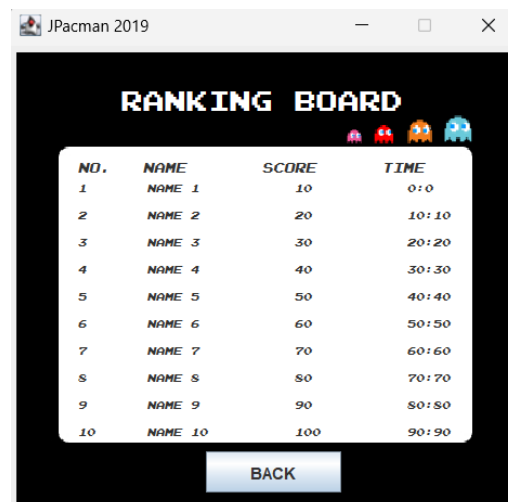 JPacman 2019
RANKING BOARD
NO. NAME SCORE TIME
1 NAME 1 10 0:0
2 NAME 2 20 10:10
3 NAME 3 30 20:20
4 NAME 4 40 30:30
5 NAME 5 50 40:40
6 NAME 6 60 50:50
7 NAME 7 70 60:60
8 NAME 8 80 70:70
9 NAME 9 90 80:80
10 NAME 10 100 90:90
BACK